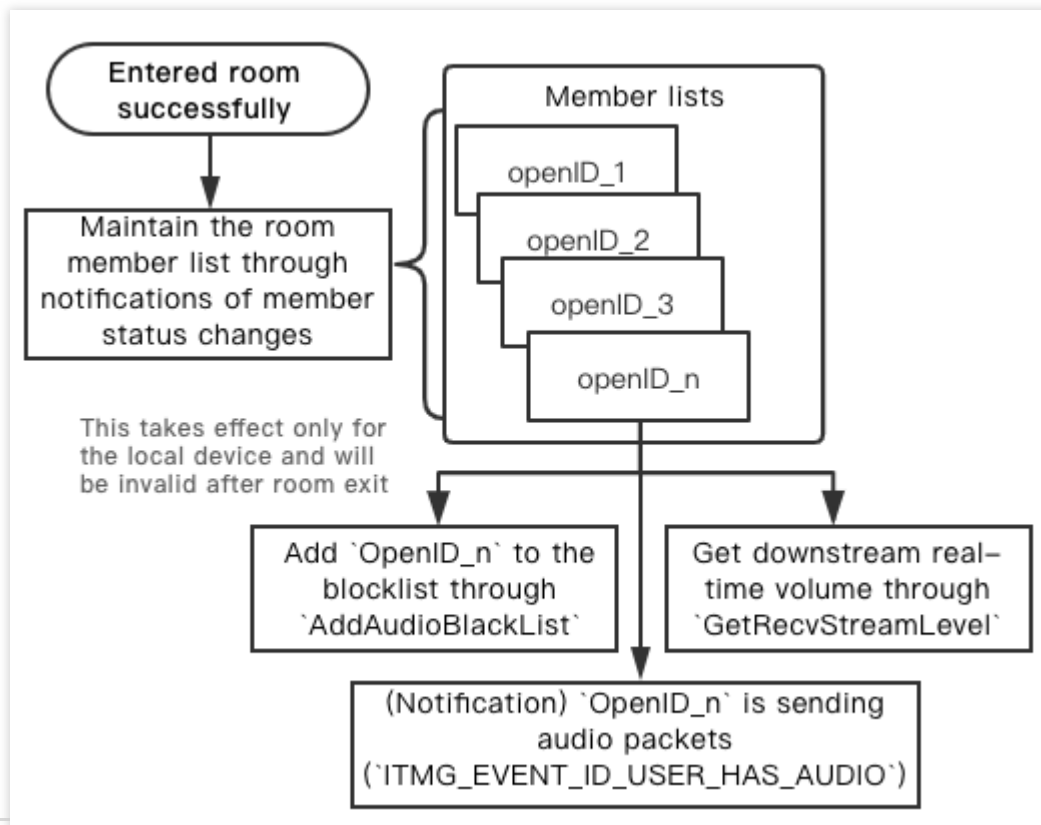 Entered room
successfully
Member lists
openID_1
openID_2
openID_3
openID_n
Maintain the room
member list through
notifications of member
status changes
This takes effect only for
the local device and will
be invalid after room exit
Add `OpenID_n` to the
blocklist through
`AddAudioBlackList`
Get downstream real-
time volume through
`GetRecvStreamLevel`
(Notification) `OpenID_n` is sending
audio packets
(`ITMG_EVENT_ID_USER_HAS_AUDIO`)